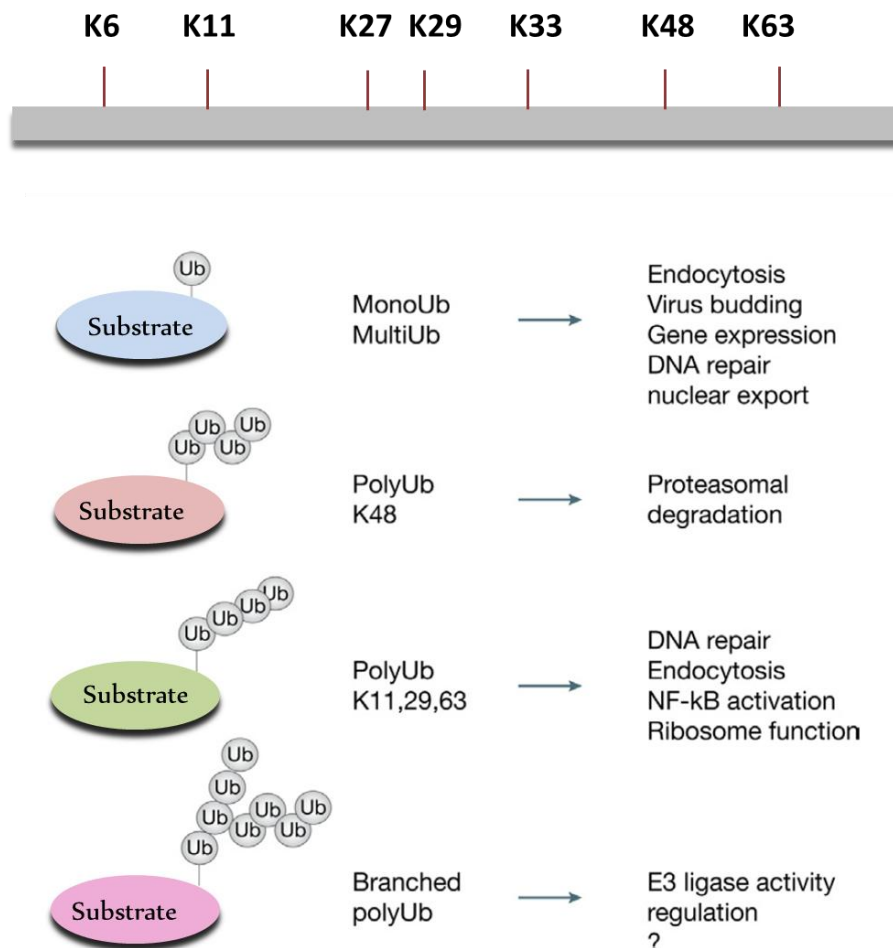 K6 K11 K27 K29 K33 K48 K63
Ub
Substrate
MonoUb
MultiUb
Endocytosis
Virus budding
Gene expression
DNA repair
nuclear export
Ub Ub Ub Ub
Substrate
PolyUb
K48
Proteasomal
degradation
Ub Ub Ub Ub
Substrate
PolyUb
K11,29,63
DNA repair
Endocytosis
NF-kB activation
Ribosome function
Ub
Ub
Ub Ub Ub Ub Ub
Ub
Substrate
Branched
polyUb
E3 ligase activity
regulation
?